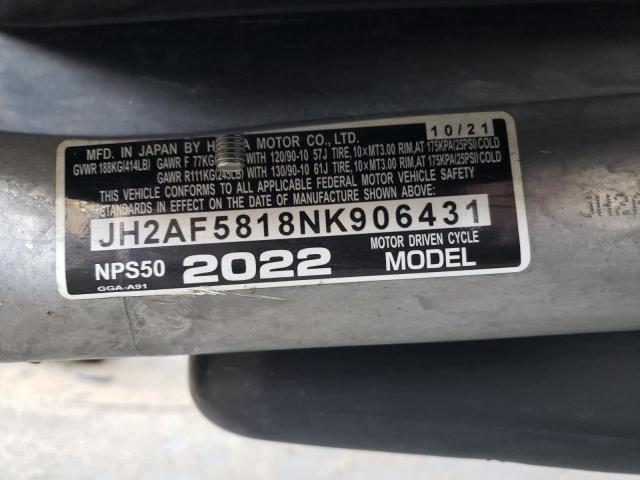 10/21
MFD. IN JAPAN BY H A MOTOR CO., LTD.
GVWR 188KG(414LB) GAWR F 77KG WITH 120/90-10 57J TIRE, 10×MT3.00 RIM, AT 175KPA(25PSI) COLD
GAWR R111KG(245LB) WITH 130/90-10 61J TIRE, 10×MT3.00 RIM, AT 175KPA(25PSI) COLD
THIS VEHICLE CONFORMS TO ALL APPLICABLE FEDERAL MOTOR VEHICLE SAFETY
STANDARDS IN EFFECT ON THE DATE OF MANUFACTURE SHOWN ABOVE.
JH2AF5818NK906431
NPS50 2022 MOTOR DRIVEN CYCLE
MODEL
GGA-A91
JH2A